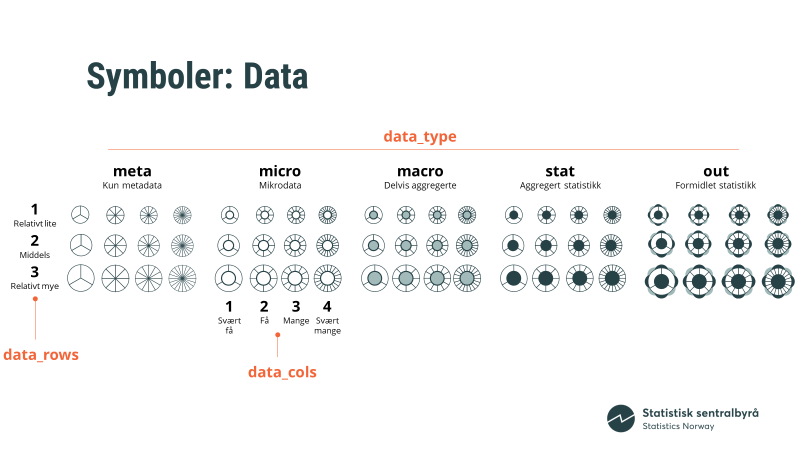 Symboler: Data
data_type
meta
Kun metadata
micro
Mikrodata
macro
Delvis aggregerte
stat
Aggregert statistikk
out
Formidlet statistikk
1
Relativt lite
2
Middels
3
Relativt mye
1
Svært
få
2
Få
3
Mange
4
Svært
mange
data_rows
data_cols
Statistisk sentralbyrå
Statistics Norway